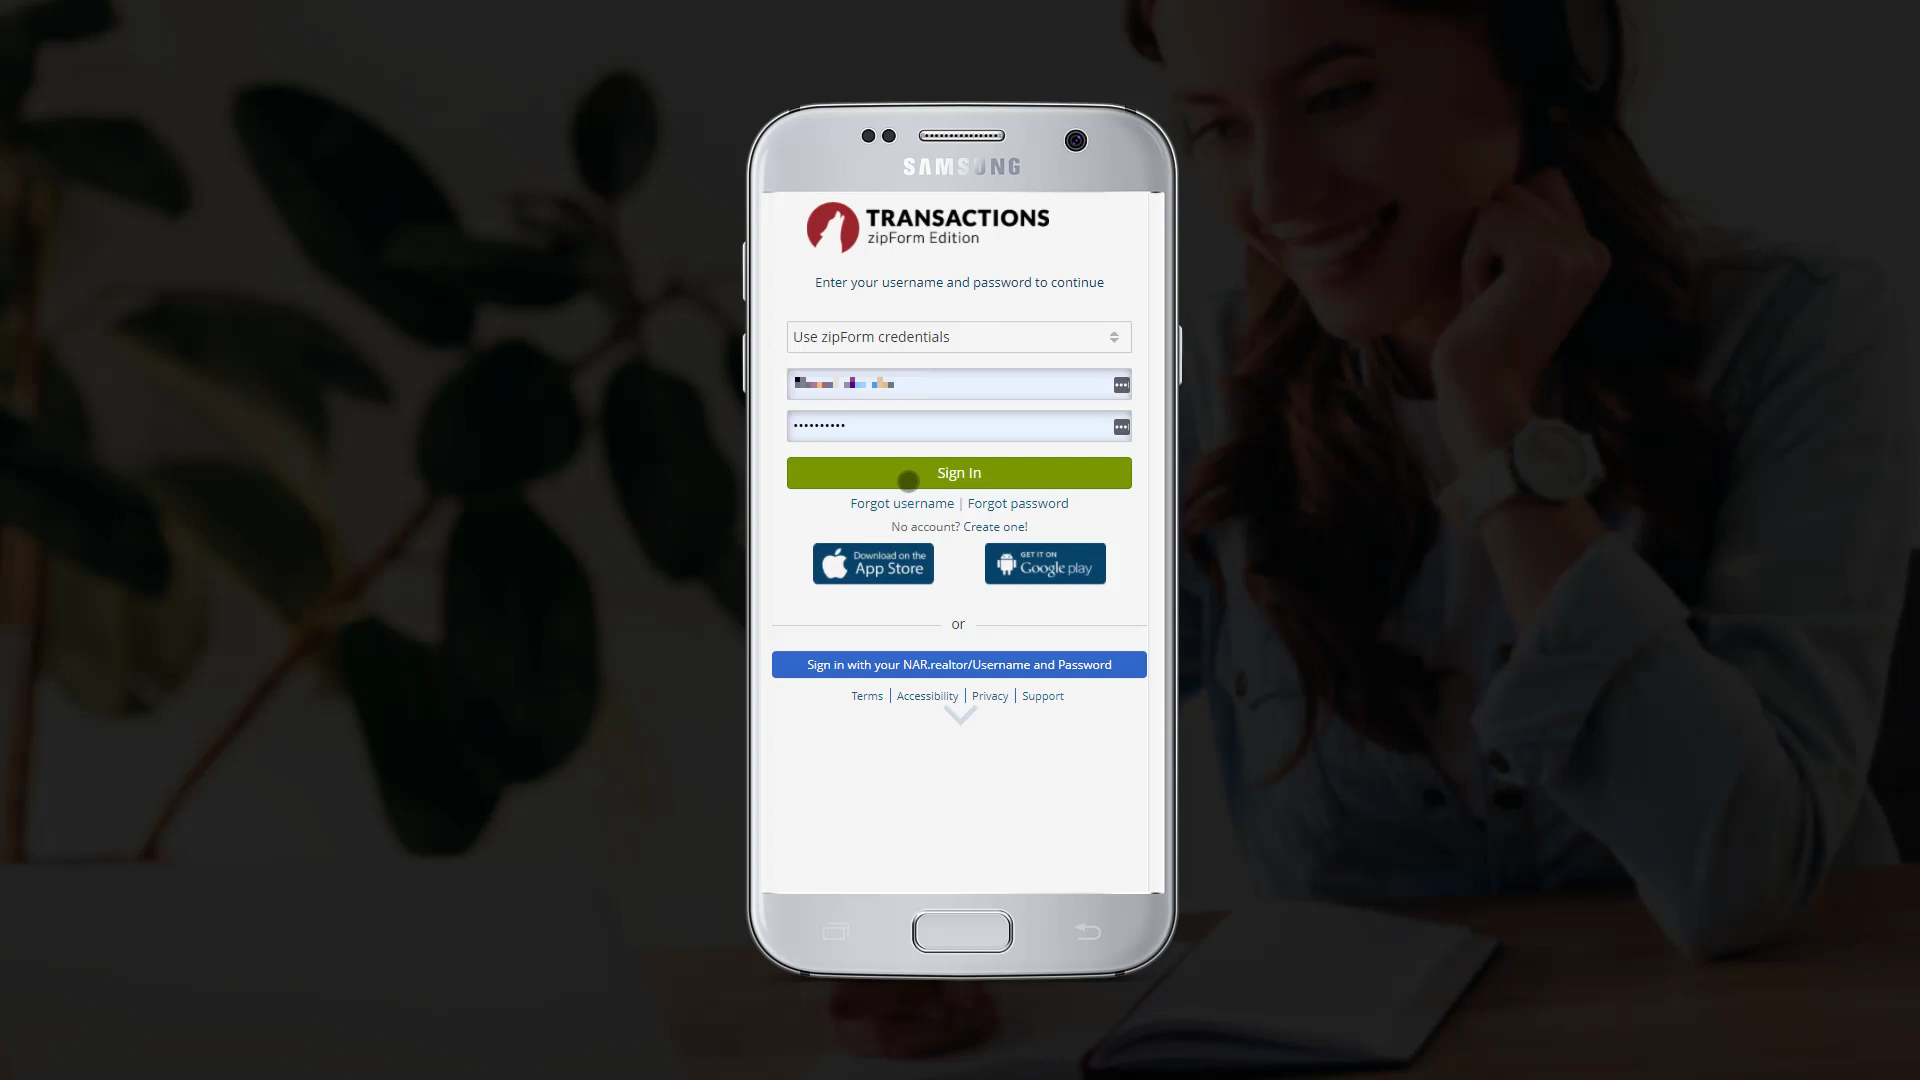 SAMSUNG
TRANSACTIONS
zipForm Edition
Enter your username and password to continue
Use zipForm credentials
••••••••••
Sign In
Forgot username | Forgot password
No account? Create one!
Download on the
App Store
GET IT ON
Google play
or
Sign in with your NAR.realtor/Username and Password
Terms | Accessibility | Privacy | Support